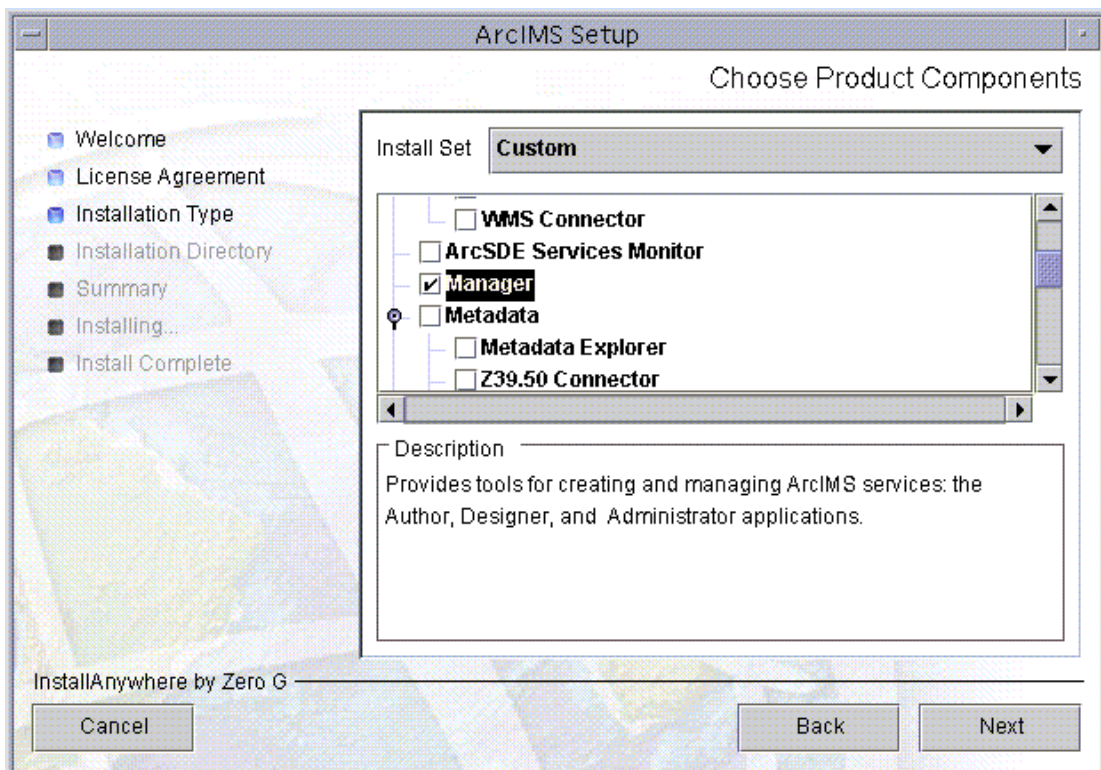 ArcIMS Setup
Choose Product Components
Welcome
License Agreement
Installation Type
Installation Directory
Summary
Installing...
Install Complete
Install Set Custom
WMS Connector
ArcSDE Services Monitor
Manager
Metadata
Metadata Explorer
Z39.50 Connector
Description
Provides tools for creating and managing ArcIMS services: the
Author, Designer, and Administrator applications.
InstallAnywhere by Zero G
Cancel
Back
Next